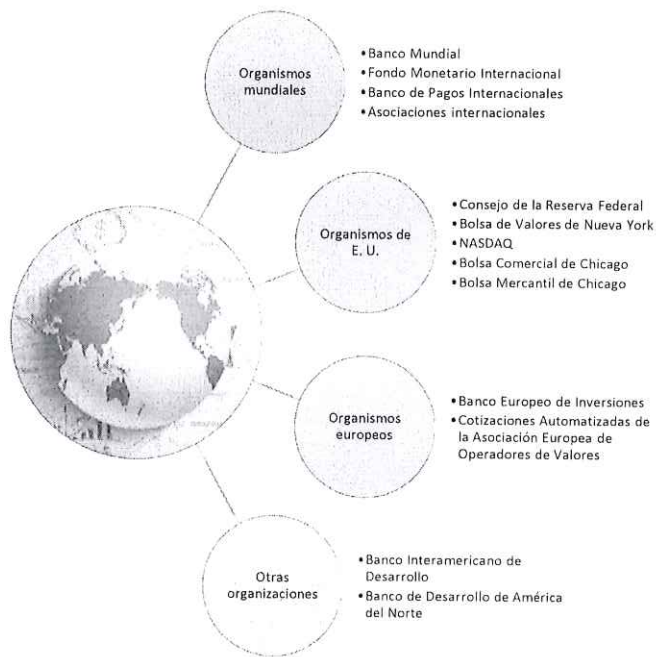 Organismos
mundiales
•Banco Mundial
•Fondo Monetario Internacional
•Banco de Pagos Internacionales
•Asociaciones internacionales
Organismos de
E. U.
•Consejo de la Reserva Federal
•Bolsa de Valores de Nueva York
•NASDAQ
•Bolsa Comercial de Chicago
•Bolsa Mercantil de Chicago
Organismos
europeos
•Banco Europeo de Inversiones
•Cotizaciones Automatizadas de
la Asociación Europea de
Operadores de Valores
Otras
organizaciones
•Banco Interamericano de
Desarrollo
•Banco de Desarrollo de América
del Norte